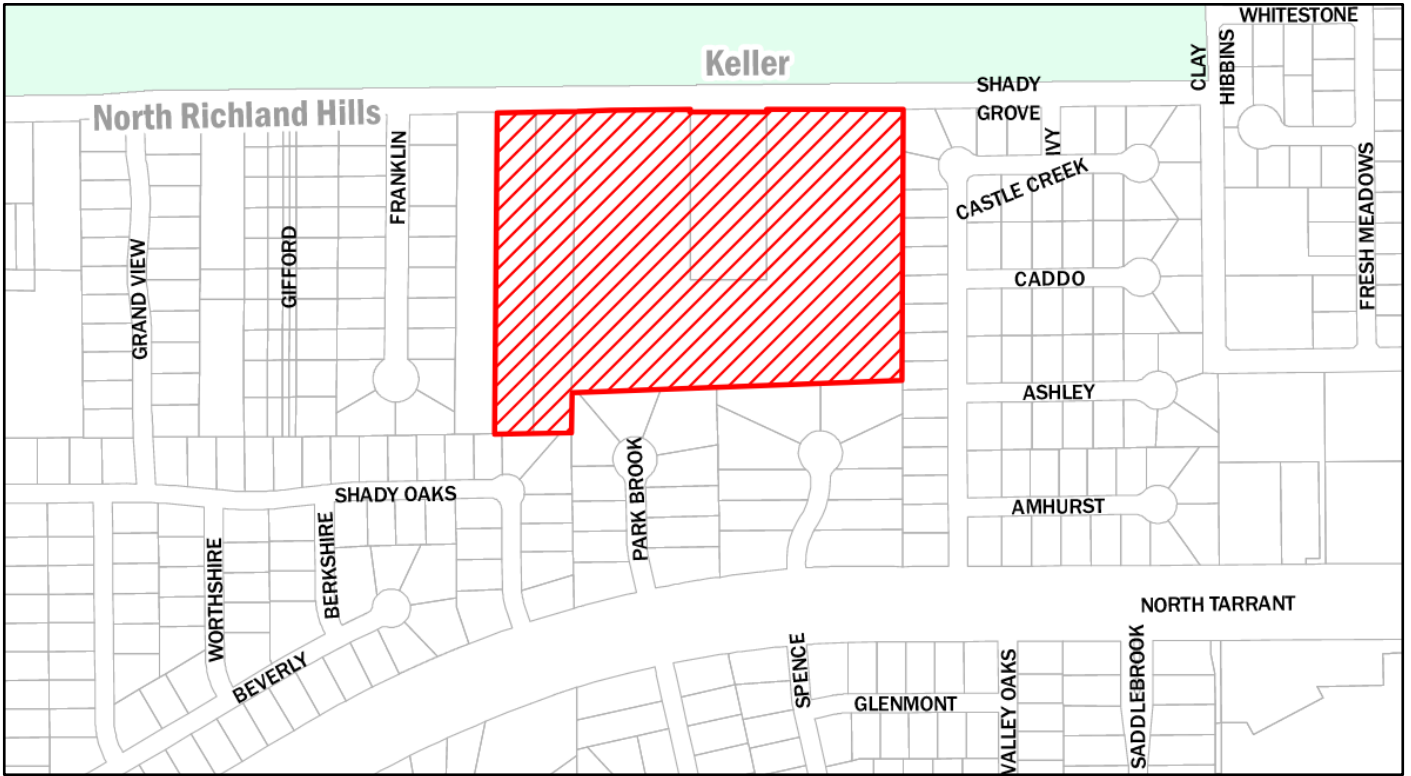 WHITESTONE
Keller
CLAY
HIBBINS
SHADY
GROVE
North Richland Hills
IVY
FRANKLIN
CASTLE CREEK
FRESH MEADOWS
GIFFORD
GRAND VIEW
CADDO
ASHLEY
PARK BROOK
SHADY OAKS
AMHURST
BERKSHIRE
WORTHSHIRE
NORTH TARRANT
BEVERLY
SPENCE
VALLEY OAKS
SADDLEBROOK
GLENMONT